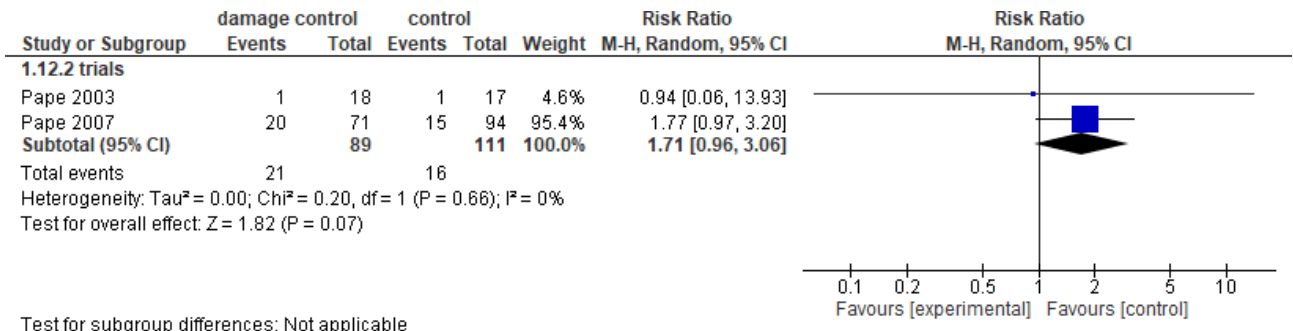 damage control control Risk Ratio Risk Ratio
Study or Subgroup Events Total Events Total Weight M-H, Random, 95% CI M-H, Random, 95% CI
1.12.2 trials
Pape 2003 1 18 1 17 4.6% 0.94 [0.06, 13.93]
Pape 2007 20 71 15 94 95.4% 1.77 [0.97, 3.20]
Subtotal (95% CI) 89 111 100.0% 1.71 [0.96, 3.06]
Total events 21 16
Heterogeneity: Tau² = 0.00; Chi² = 0.20, df = 1 (P = 0.66); I² = 0%
Test for overall effect: Z = 1.82 (P = 0.07)
0.1 0.2 0.5 1 2 5 10
Favours [experimental] Favours [control]
Test for subgroup differences: Not applicable